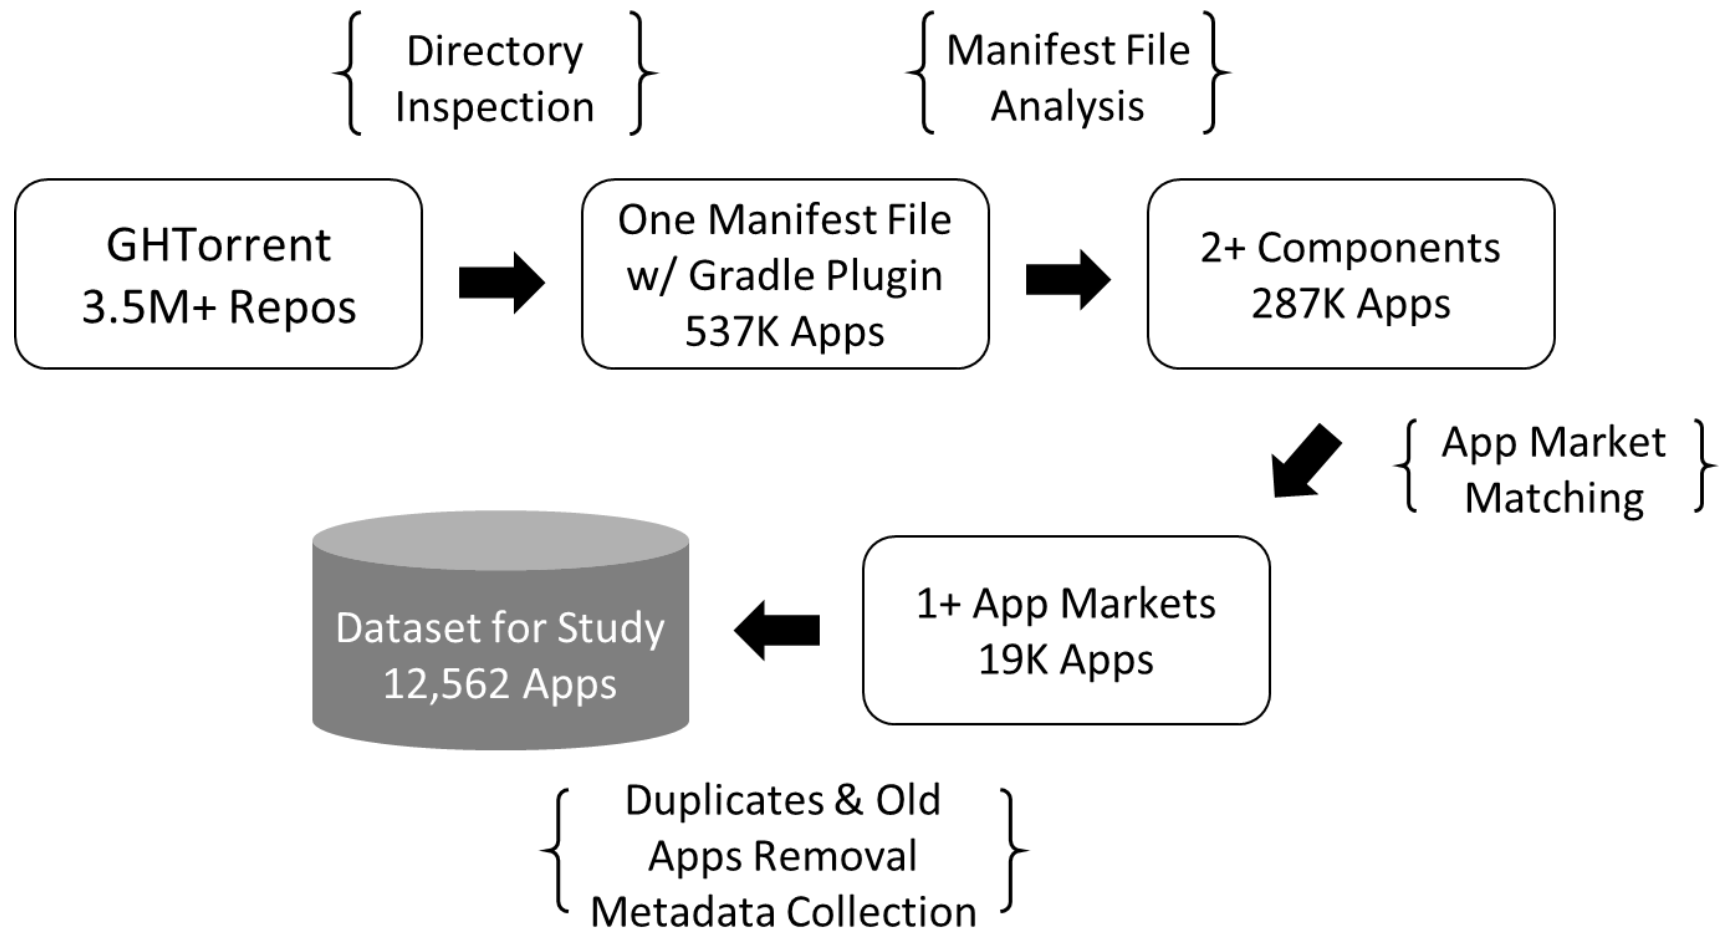 Directory
Inspection
Manifest File
Analysis
GHTorrent
3.5M+ Repos
One Manifest File
w/ Gradle Plugin
537K Apps
2+ Components
287K Apps
App Market
Matching
1+ App Markets
19K Apps
Dataset for Study
12,562 Apps
Duplicates & Old
Apps Removal
Metadata Collection